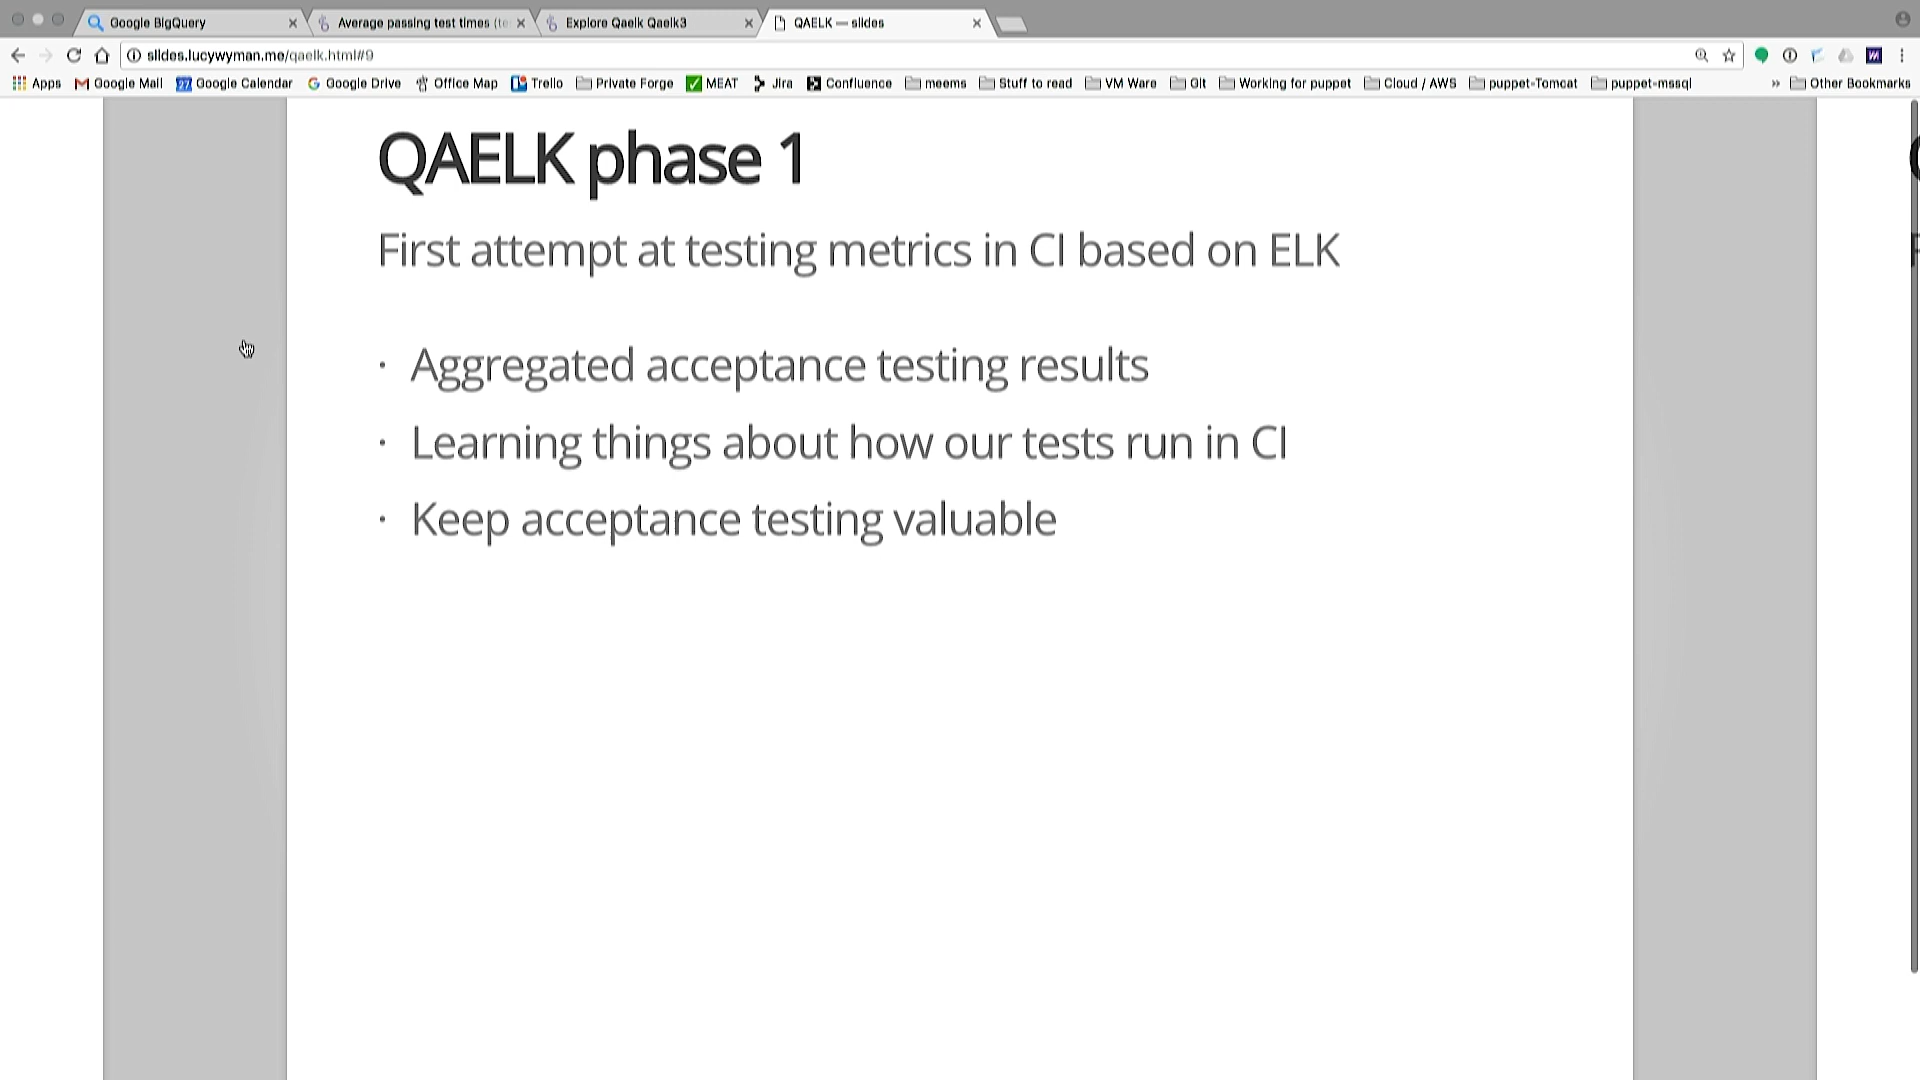 Google BigQuery
Average passing test times (te
Explore Qaelk Qaelk3
QAELK — slides
slides.lucywyman.me/qaelk.html#9
Apps
Google Mail
27 Google Calendar
Google Drive
Office Map
Trello
Private Forge
MEAT
Jira
Confluence
meems
Stuff to read
VM Ware
Git
Working for puppet
Cloud / AWS
puppet-Tomcat
puppet-mssql
» Other Bookmarks
QAELK phase 1
First attempt at testing metrics in CI based on ELK
· Aggregated acceptance testing results
· Learning things about how our tests run in CI
· Keep acceptance testing valuable